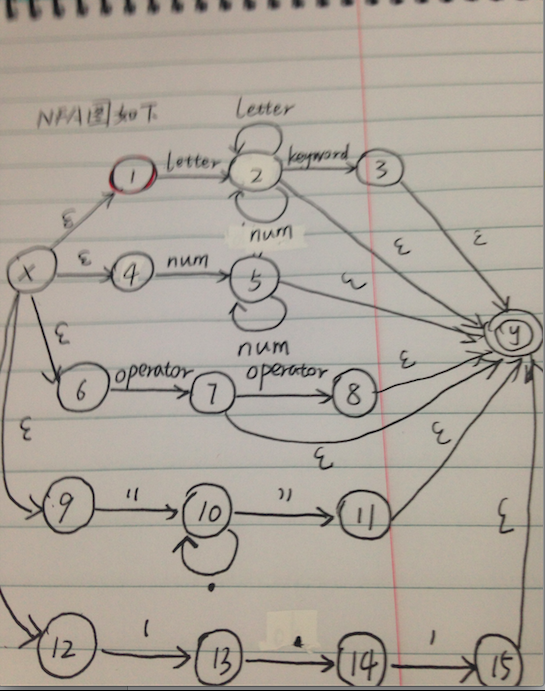 NFA图如下
letter
1 letter 2 keyword 3
ε
num
ε ε
X ε 4 num 5
ε
y
num
ε
6 operator 7 operator 8 ε
ε
ε
ε
9 " 10 " 11
ε
.
12 ' 13 . 14 ' 15